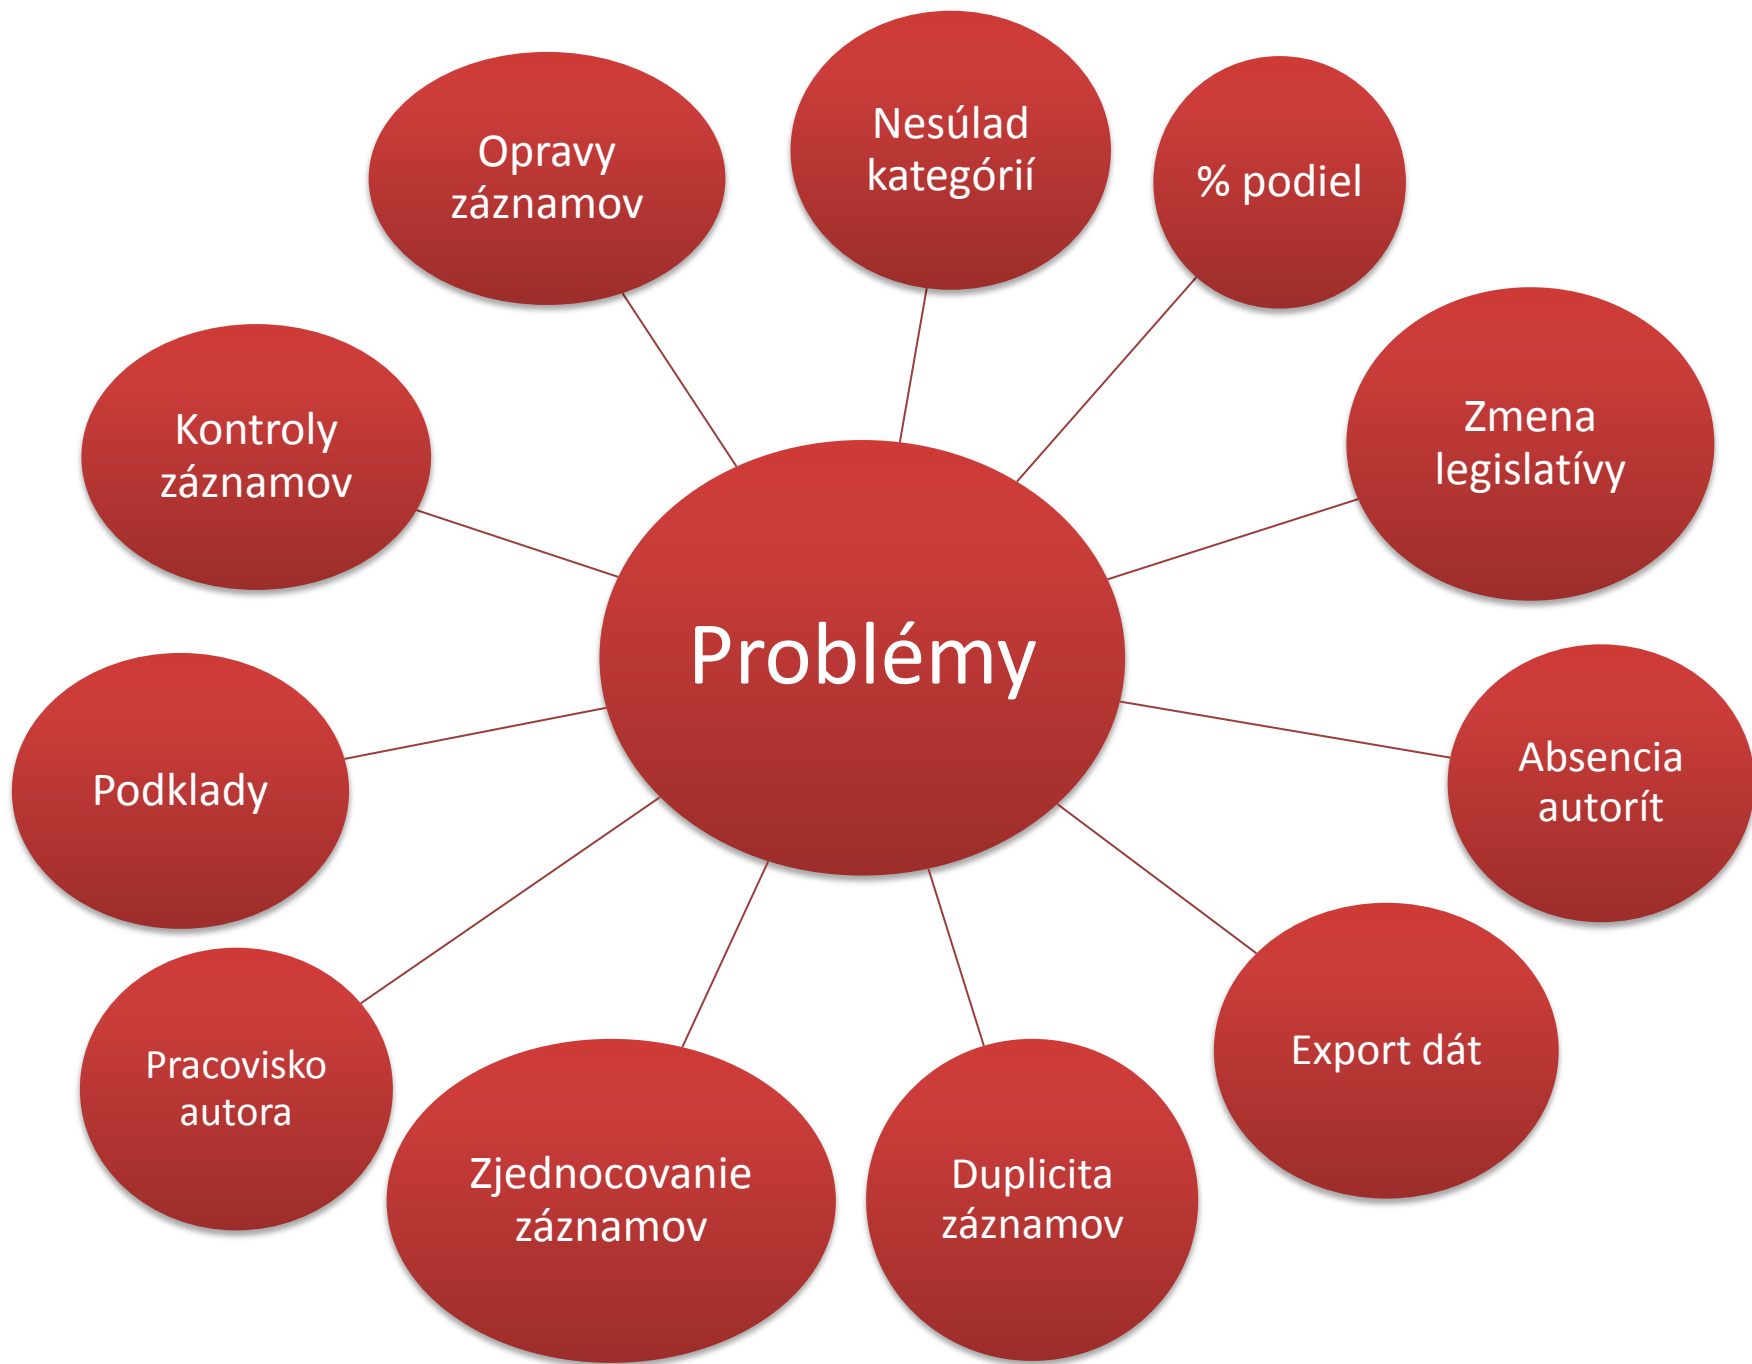 Nesúlad
kategórií
% podiel
Opravy
záznamov
Zmena
legislatívy
Kontroly
záznamov
Problémy
Absencia
autorít
Podklady
Export dát
Pracovisko
autora
Zjednocovanie
záznamov
Duplicita
záznamov